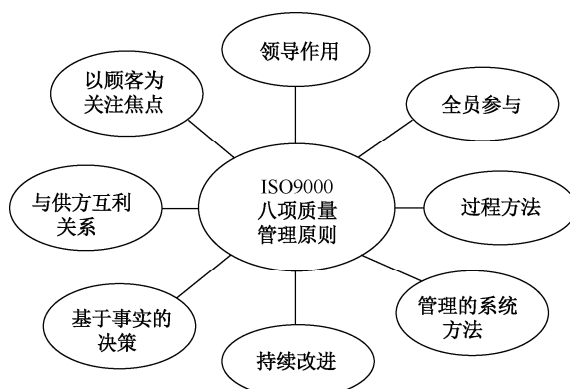 领导作用
以顾客为
关注焦点
全员参与
ISO9000
八项质量
管理原则
与供方互利
关系
过程方法
基于事实的
决策
管理的系统
方法
持续改进